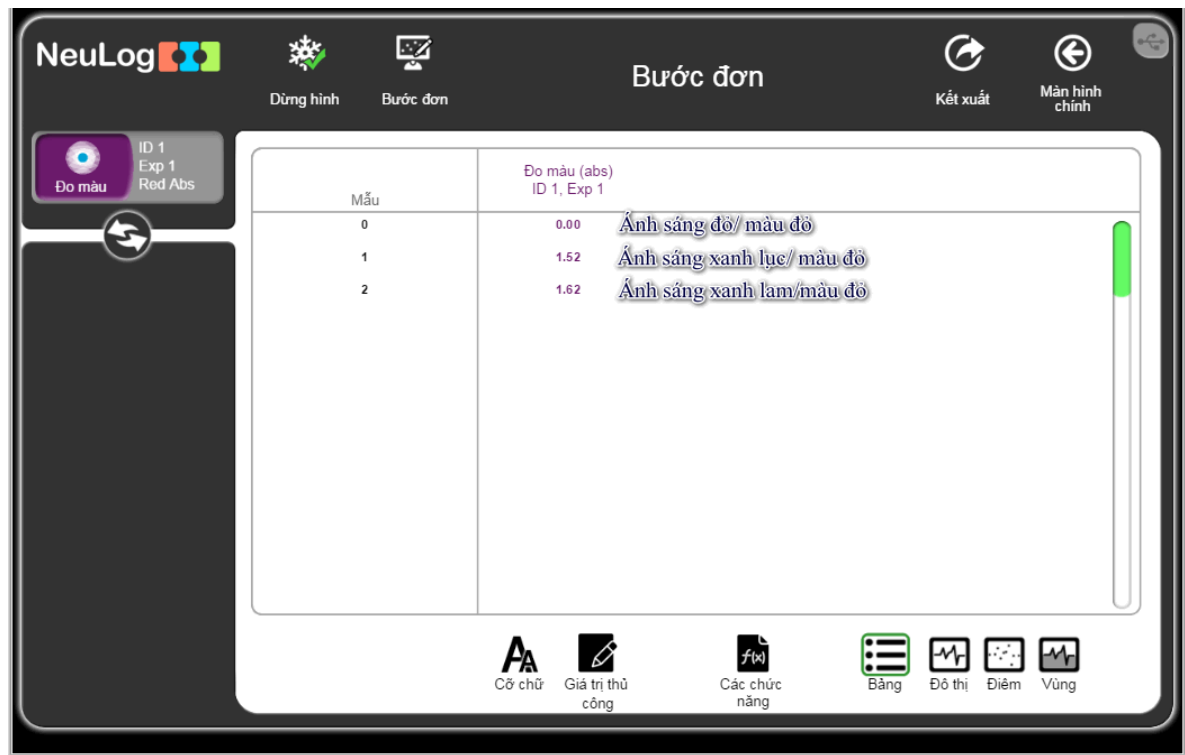 NeuLog
Dừng hình
Bước đơn
Bước đơn
Kết xuất
Màn hình
chính
Đo màu
ID 1
Exp 1
Red Abs
Mẫu
Đo màu (abs)
ID 1, Exp 1
0 0.00 Ánh sáng đỏ/ màu đỏ
1 1.52 Ánh sáng xanh lục/ màu đỏ
2 1.62 Ánh sáng xanh lam/màu đỏ
Cỡ chữ
Giá trị thủ
công
f(x)
Các chức
năng
Bảng
Đồ thị
Điểm
Vùng